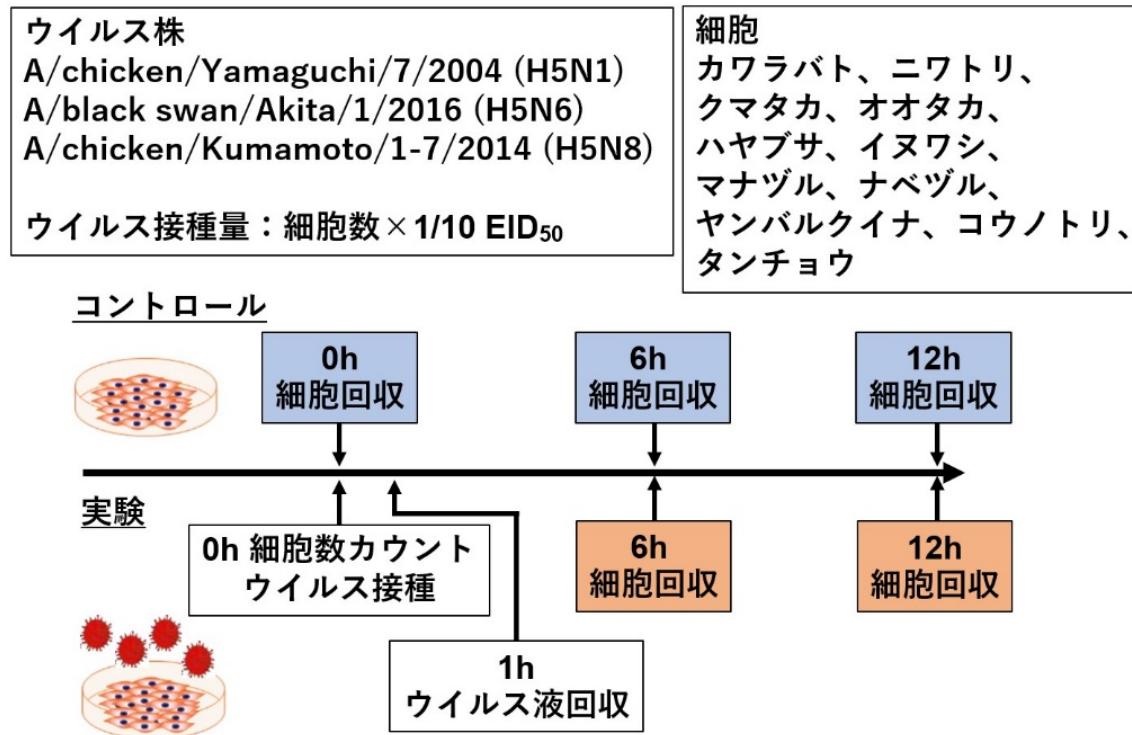 ウイルス株
A/chicken/Yamaguchi/7/2004 (H5N1)
A/black swan/Akita/1/2016 (H5N6)
A/chicken/Kumamoto/1-7/2014 (H5N8)
ウイルス接種量：細胞数×1/10 EID₅₀
細胞
カワラバト、ニワトリ、
クマタカ、オオタカ、
ハヤブサ、イヌワシ、
マナヅル、ナベヅル、
ヤンバルクイナ、コウノトリ、
タンチョウ
コントロール
0h
細胞回収
6h
細胞回収
12h
細胞回収
実験
0h 細胞数カウント
ウイルス接種
6h
細胞回収
12h
細胞回収
1h
ウイルス液回収